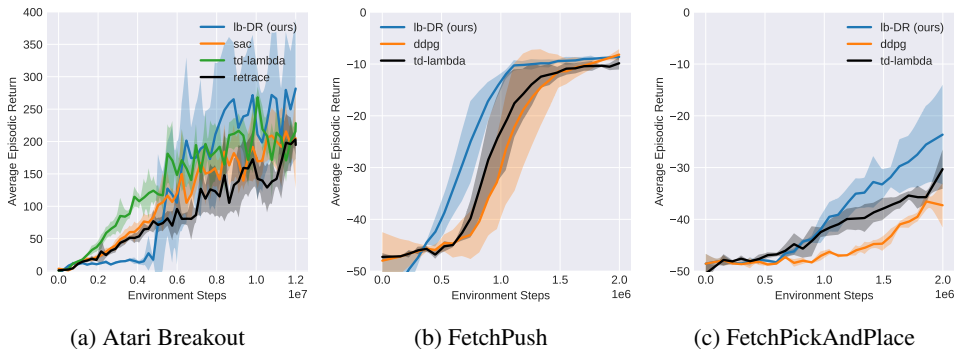 400
350
300
250
200
150
100
50
0
Average Episodic Return
lb-DR (ours)
sac
td-lambda
retrace
0.0 0.2 0.4 0.6 0.8 1.0 1.2
Environment Steps 1e7
(a) Atari Breakout
0
−10
−20
−30
−40
−50
Average Episodic Return
lb-DR (ours)
ddpg
td-lambda
0.0 0.5 1.0 1.5 2.0
Environment Steps 1e6
(b) FetchPush
0
−10
−20
−30
−40
−50
Average Episodic Return
lb-DR (ours)
ddpg
td-lambda
0.0 0.5 1.0 1.5 2.0
Environment Steps 1e6
(c) FetchPickAndPlace